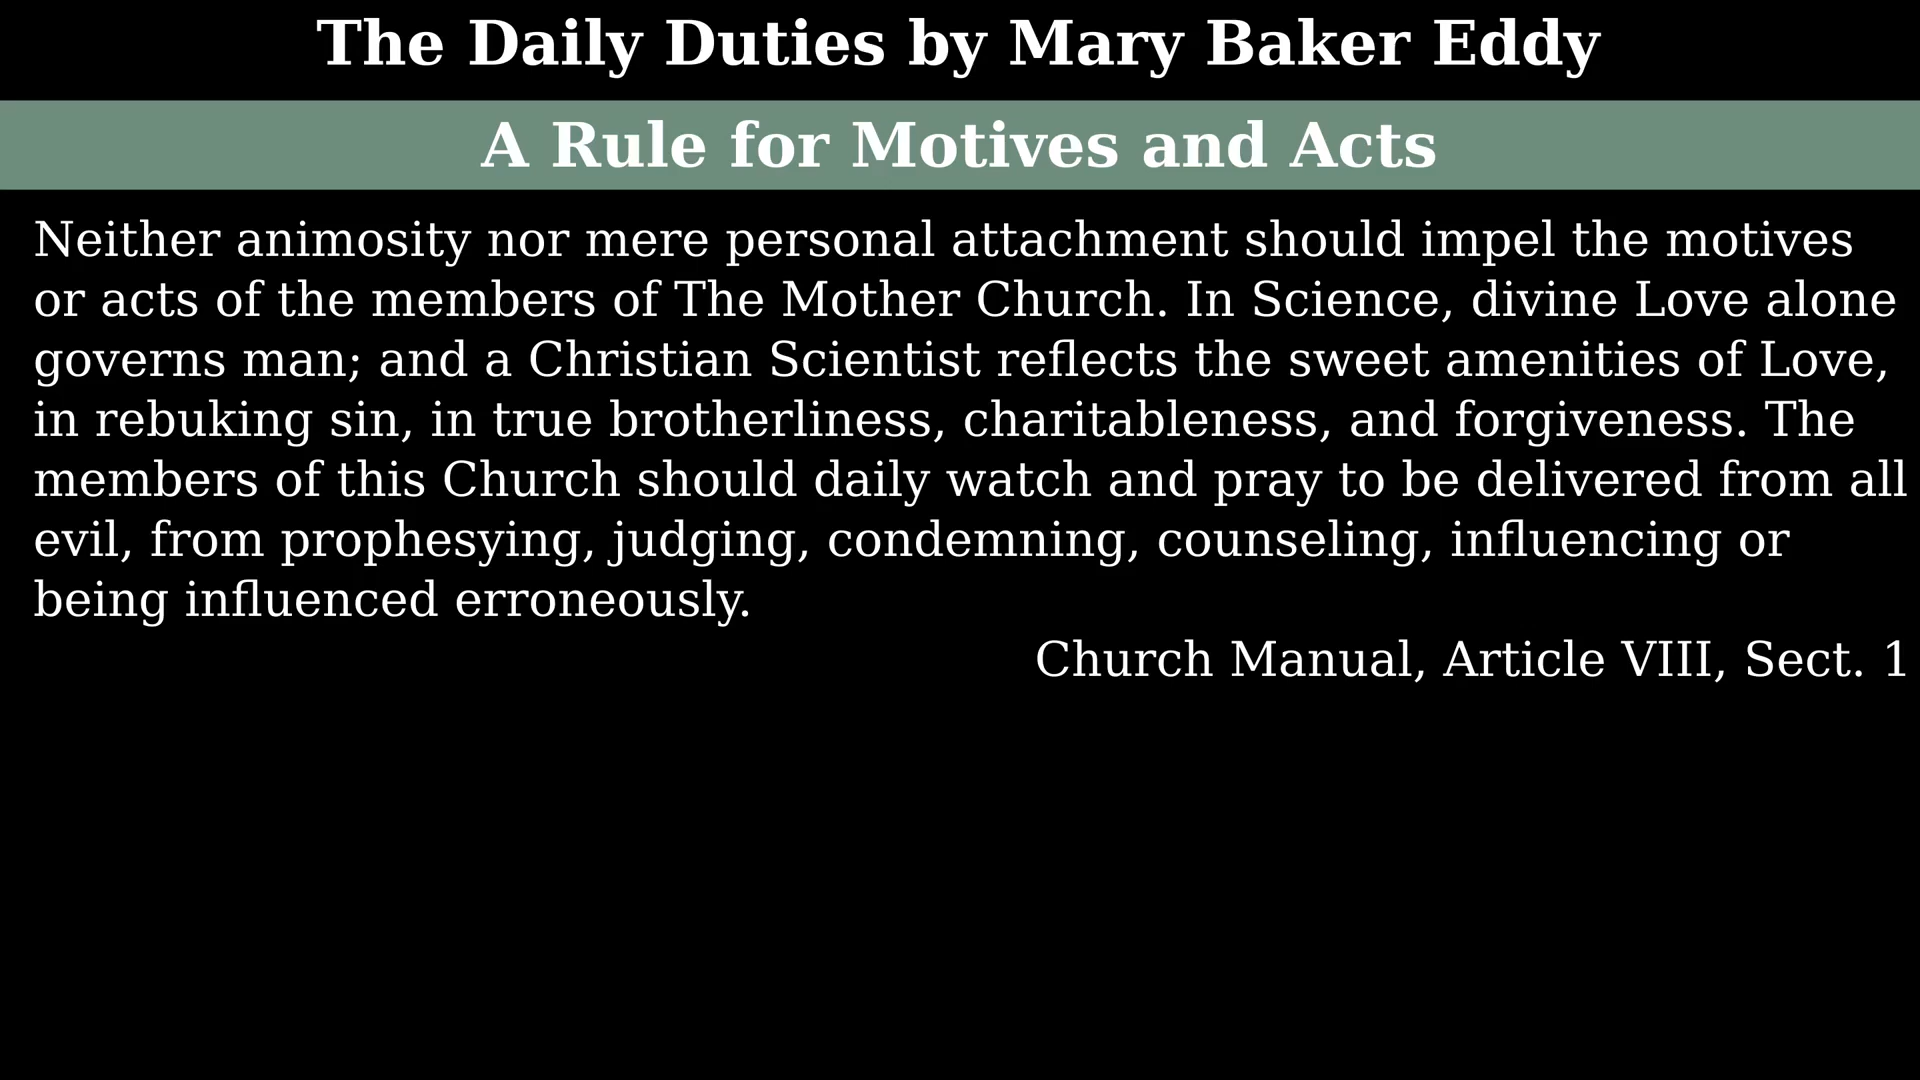 The Daily Duties by Mary Baker Eddy
A Rule for Motives and Acts
Neither animosity nor mere personal attachment should impel the motives
or acts of the members of The Mother Church. In Science, divine Love alone
governs man; and a Christian Scientist reflects the sweet amenities of Love,
in rebuking sin, in true brotherliness, charitableness, and forgiveness. The
members of this Church should daily watch and pray to be delivered from all
evil, from prophesying, judging, condemning, counseling, influencing or
being influenced erroneously.
Church Manual, Article VIII, Sect. 1